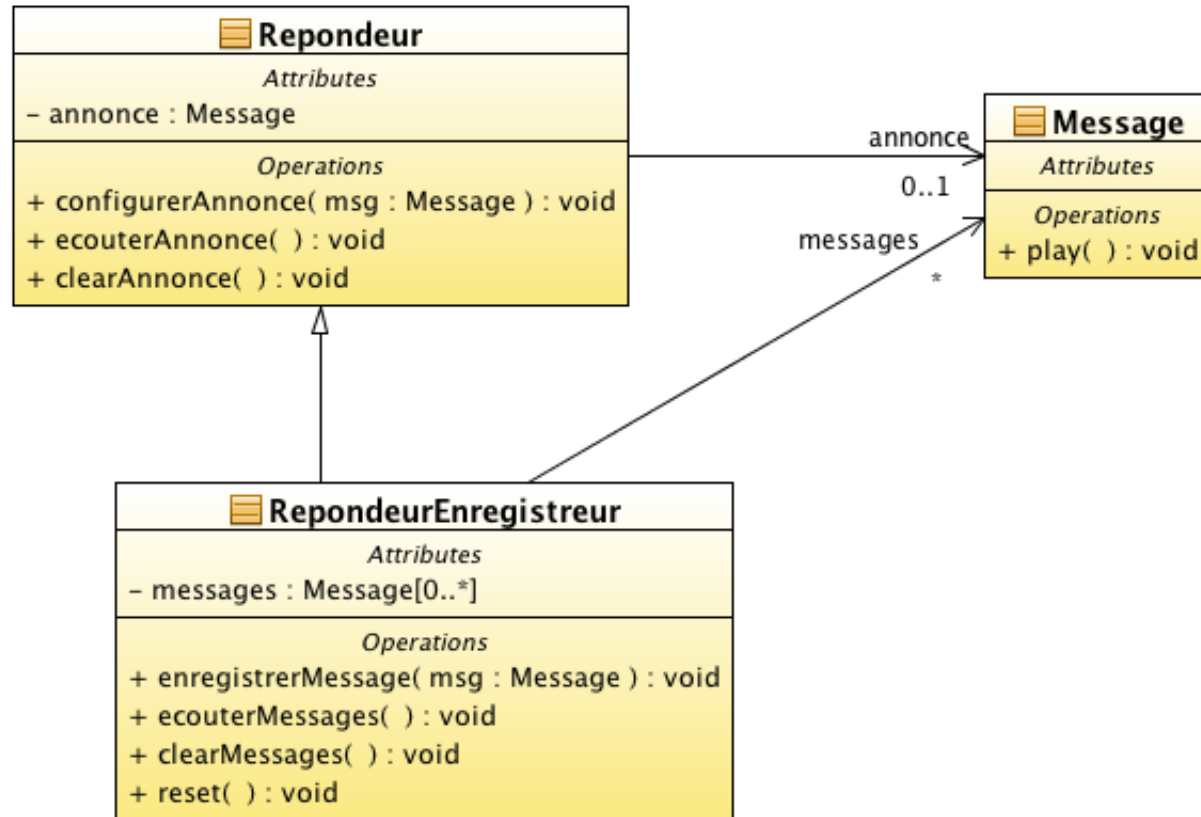 Repondeur
Attributes
- annonce : Message
Operations
+ configurerAnnonce( msg : Message ) : void
+ ecouterAnnonce( ) : void
+ clearAnnonce( ) : void
annonce
0..1
Message
Attributes
Operations
+ play( ) : void
messages
*
RepondeurEnregistreur
Attributes
- messages : Message[0..*]
Operations
+ enregistrerMessage( msg : Message ) : void
+ ecouterMessages( ) : void
+ clearMessages( ) : void
+ reset( ) : void